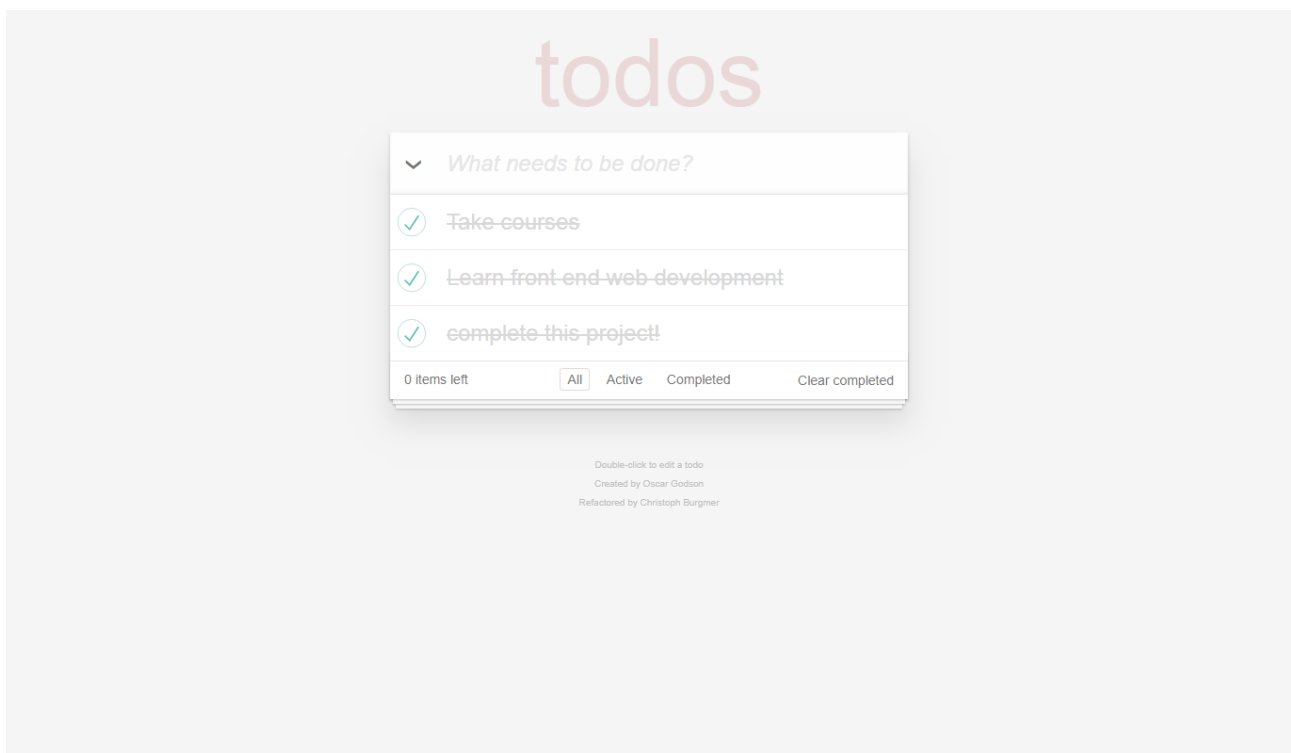 todos
What needs to be done?
Take courses
Learn front end web development
complete this project!
0 items left All Active Completed Clear completed
Double-click to edit a todo
Created by Oscar Godson
Refactored by Christoph Burgmer